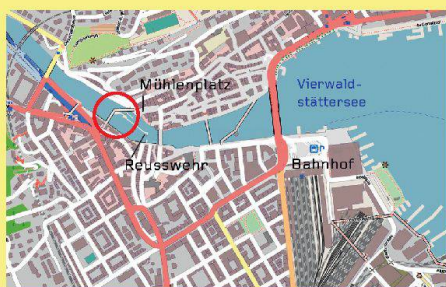 Mühlenplatz
Vierwald-
stättersee
Reusswehr
Bahnhof